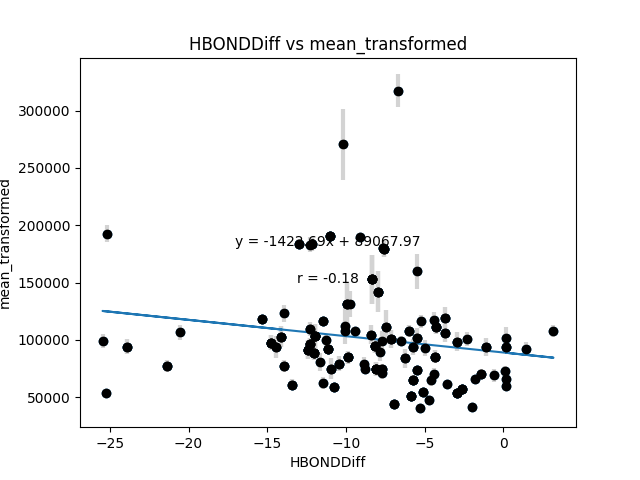 HBONDDiff vs mean_transformed
mean_transformed
300000
250000
200000
150000
100000
50000
y = -1422.69x + 89067.97
r = -0.18
−25
−20
−15
−10
−5
0
HBONDDiff